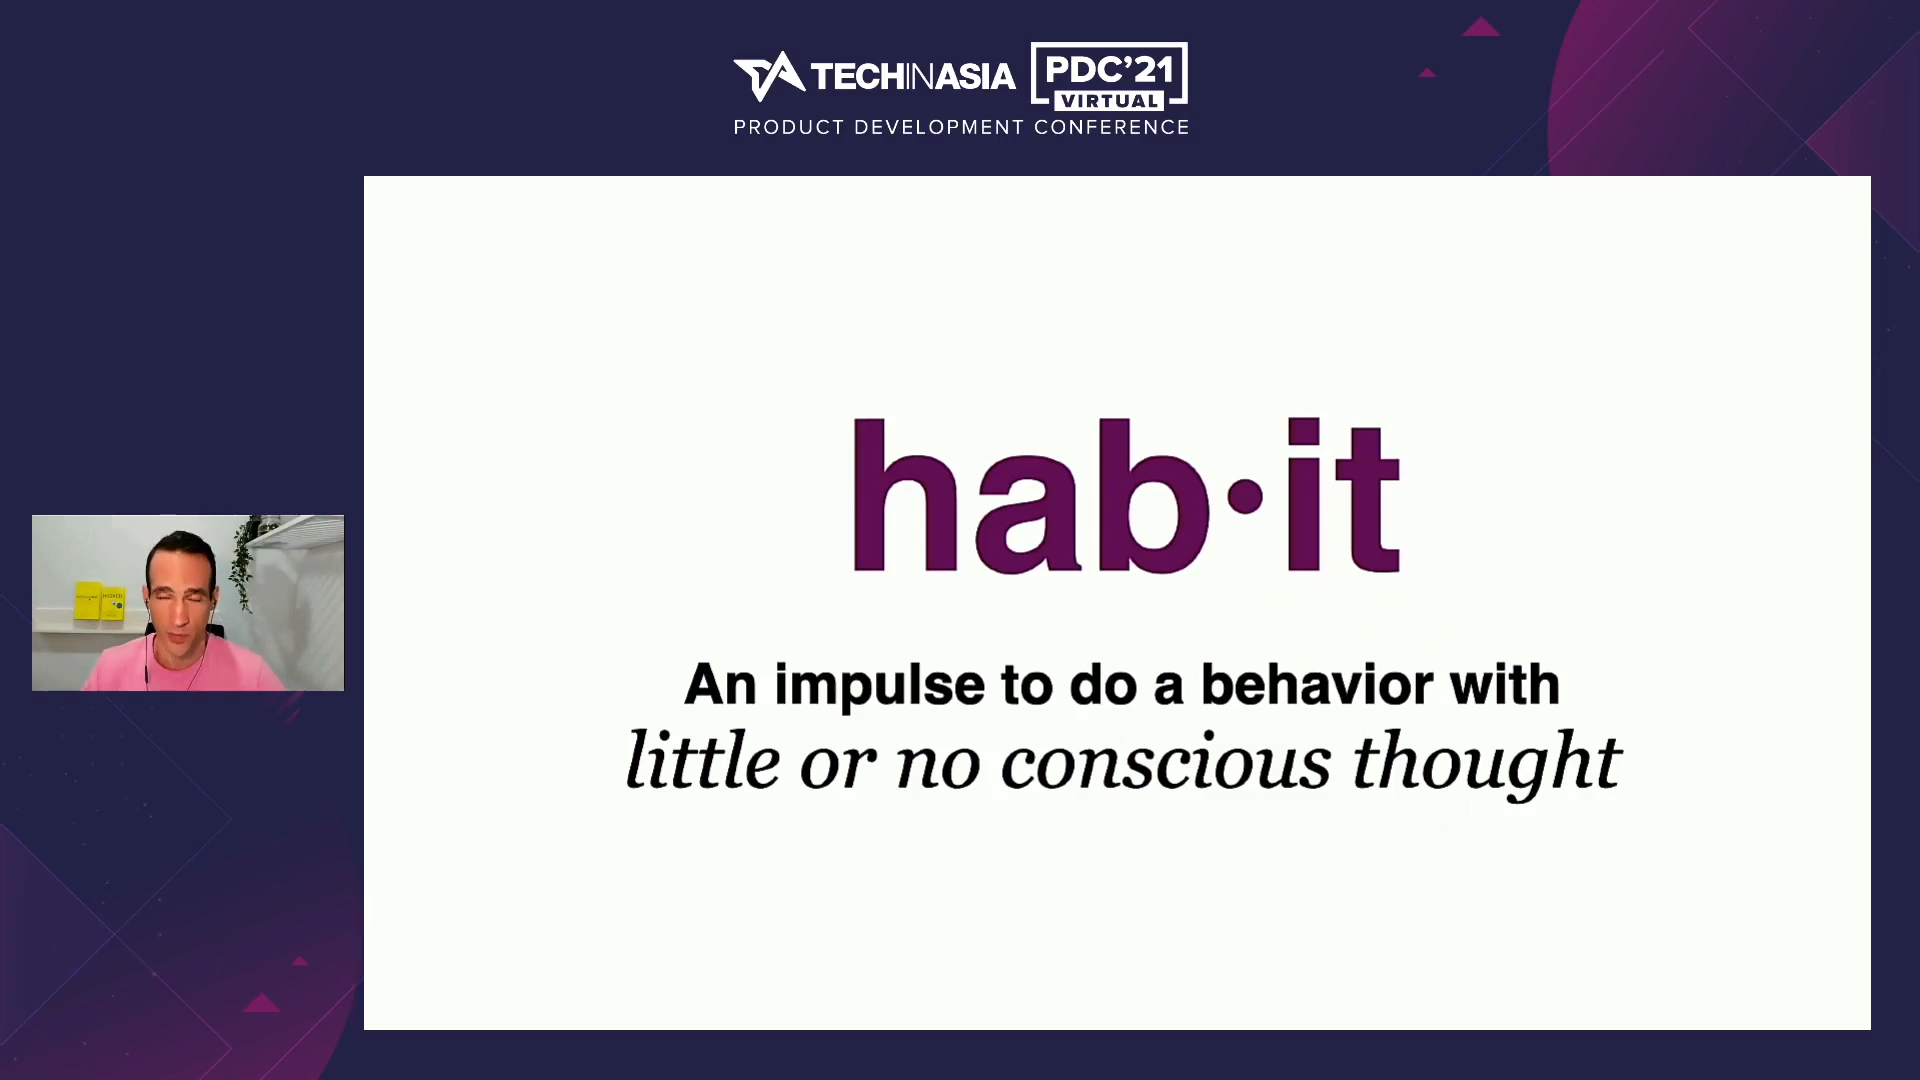 TECHINASIA PDC'21
VIRTUAL
PRODUCT DEVELOPMENT CONFERENCE
hab·it
An impulse to do a behavior with
little or no conscious thought